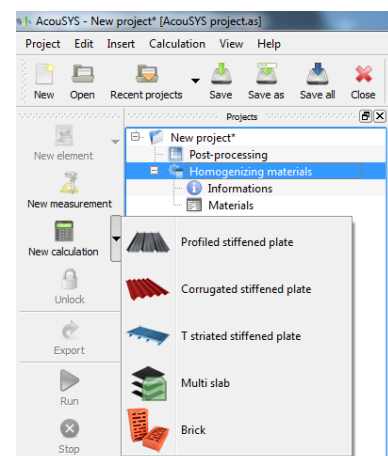 AcouSYS - New project* [AcouSYS project.as]
Project Edit Insert Calculation View Help
New Open Recent projects Save Save as Save all Close
Projects
New element
New measurement
New calculation
Unlock
Export
Run
Stop
New project*
Post-processing
Homogenizing materials
Informations
Materials
Profiled stiffened plate
Corrugated stiffened plate
T striated stiffened plate
Multi slab
Brick